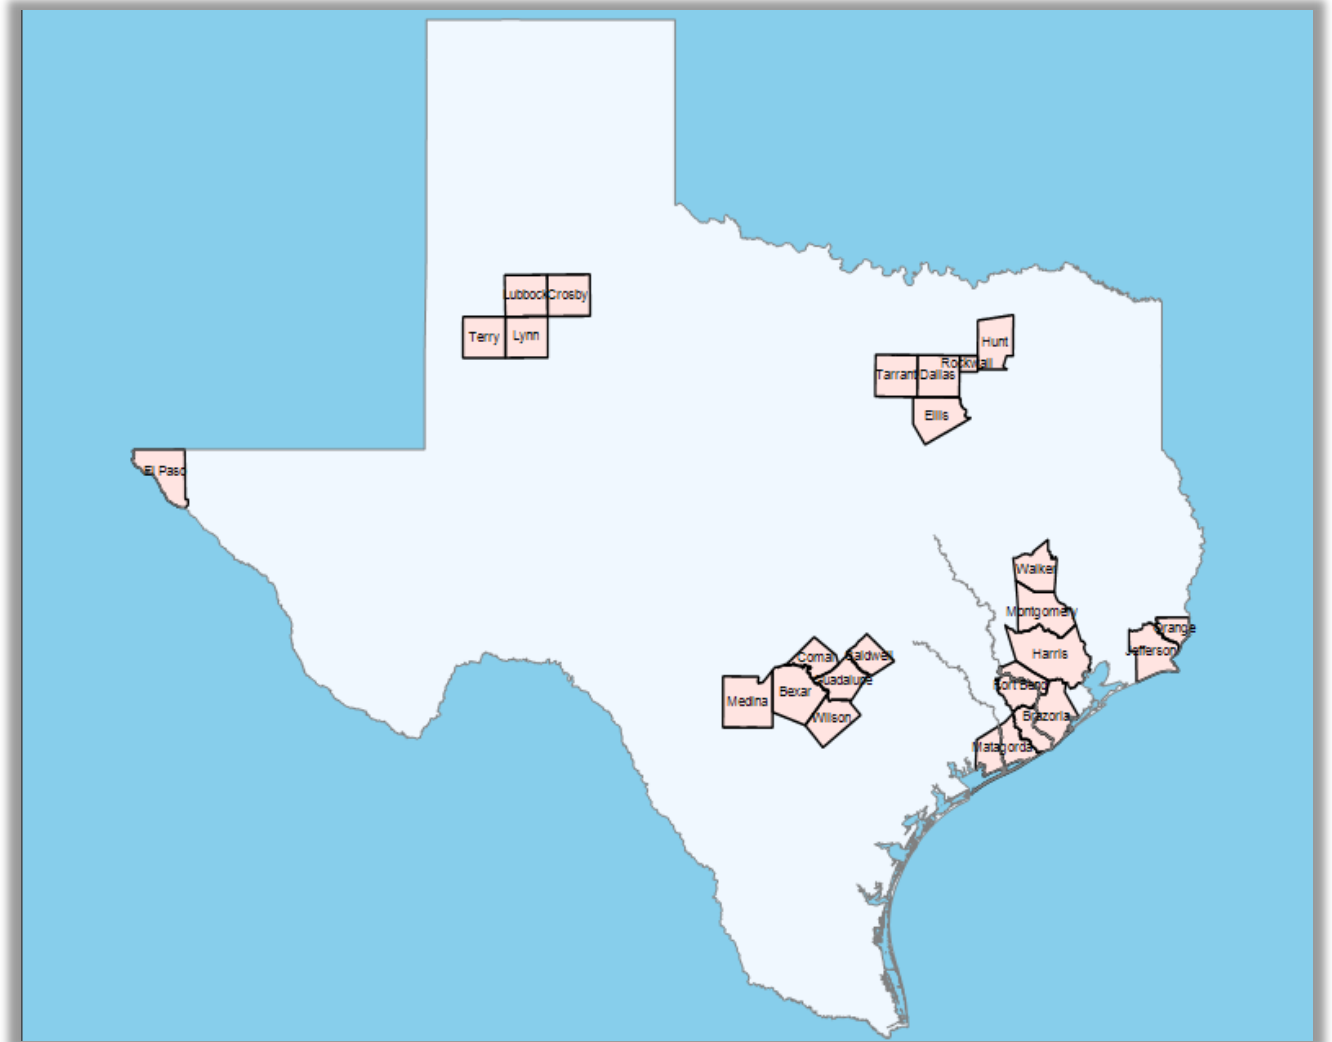 Lubbock
Crosby
Terry
Lynn
Hunt
Rockwall
Tarrant
Dallas
Ellis
El Paso
Walker
Montgomery
Orange
Harris
Jefferson
Comal
Caldwell
Guadalupe
Fort Bend
Medina
Bexar
Wilson
Brazoria
Matagorda